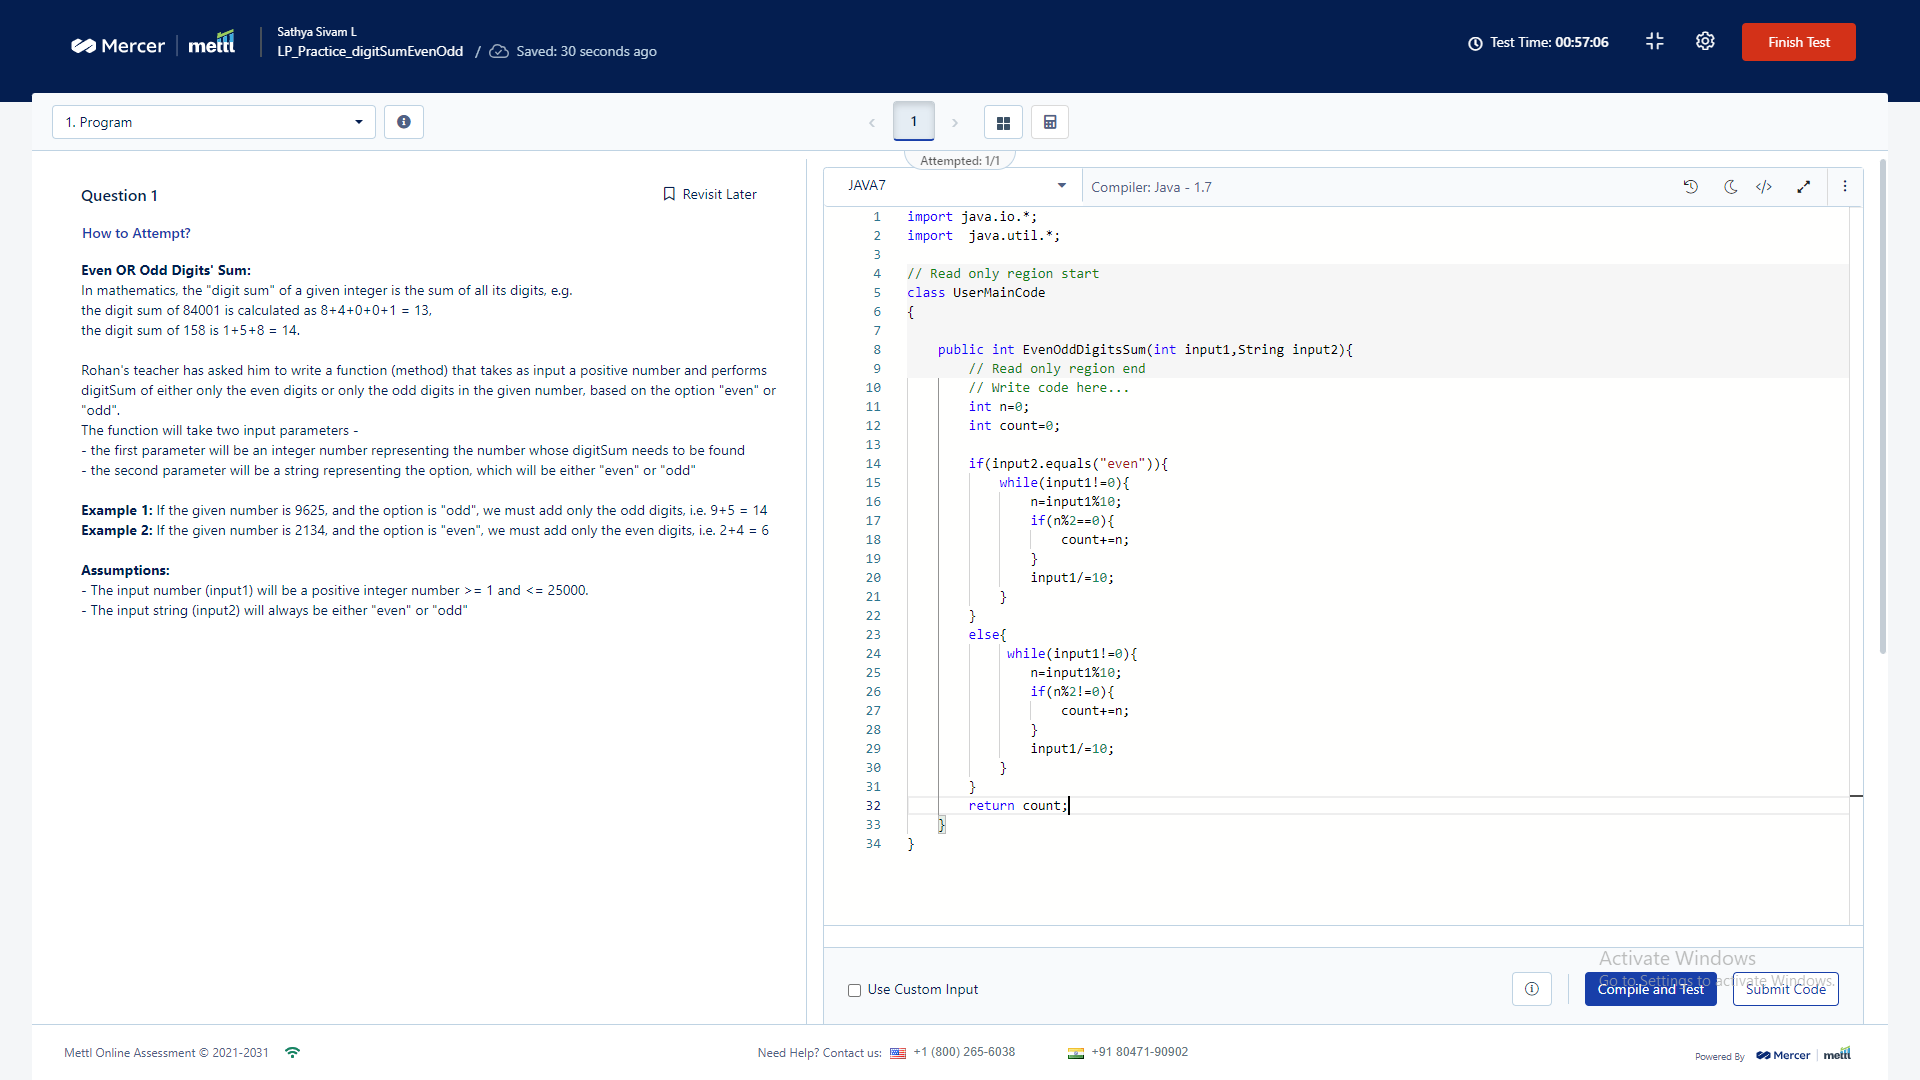 Mercer
mettl
Sathya Sivam L
LP_Practice_digitSumEvenOdd / Saved: 30 seconds ago
Test Time: 00:57:06
Finish Test
1. Program
1
Attempted: 1/1
Question 1
Revisit Later
How to Attempt?
Even OR Odd Digits' Sum:
In mathematics, the "digit sum" of a given integer is the sum of all its digits, e.g.
the digit sum of 84001 is calculated as 8+4+0+0+1 = 13,
the digit sum of 158 is 1+5+8 = 14.
Rohan's teacher has asked him to write a function (method) that takes as input a positive number and performs
digitSum of either only the even digits or only the odd digits in the given number, based on the option "even" or
"odd".
The function will take two input parameters -
- the first parameter will be an integer number representing the number whose digitSum needs to be found
- the second parameter will be a string representing the option, which will be either "even" or "odd"
Example 1: If the given number is 9625, and the option is "odd", we must add only the odd digits, i.e. 9+5 = 14
Example 2: If the given number is 2134, and the option is "even", we must add only the even digits, i.e. 2+4 = 6
Assumptions:
- The input number (input1) will be a positive integer number >= 1 and <= 25000.
- The input string (input2) will always be either "even" or "odd"
JAVA7
Compiler: Java - 1.7
1 import java.io.*;
2 import  java.util.*;
3
4 // Read only region start
5 class UserMainCode
6 {
7
8     public int EvenOddDigitsSum(int input1,String input2){
9         // Read only region end
10         // Write code here...
11         int n=0;
12         int count=0;
13
14         if(input2.equals("even")){
15             while(input1!=0){
16                 n=input1%10;
17                 if(n%2==0){
18                     count+=n;
19                 }
20                 input1/=10;
21             }
22         }
23         else{
24              while(input1!=0){
25                 n=input1%10;
26                 if(n%2!=0){
27                     count+=n;
28                 }
29                 input1/=10;
30             }
31         }
32         return count;
33     }
34 }
Activate Windows
Go to Settings to activate Windows.
Use Custom Input
Compile and Test
Submit Code
Mettl Online Assessment © 2021-2031
Need Help? Contact us: +1 (800) 265-6038
+91 80471-90902
Powered By Mercer mettl